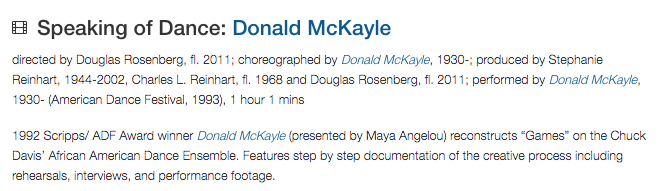 Speaking of Dance: Donald McKayle
directed by Douglas Rosenberg, fl. 2011; choreographed by Donald McKayle, 1930-; produced by Stephanie
Reinhart, 1944-2002, Charles L. Reinhart, fl. 1968 and Douglas Rosenberg, fl. 2011; performed by Donald McKayle,
1930- (American Dance Festival, 1993), 1 hour 1 mins
1992 Scripps/ ADF Award winner Donald McKayle (presented by Maya Angelou) reconstructs “Games” on the Chuck
Davis’ African American Dance Ensemble. Features step by step documentation of the creative process including
rehearsals, interviews, and performance footage.